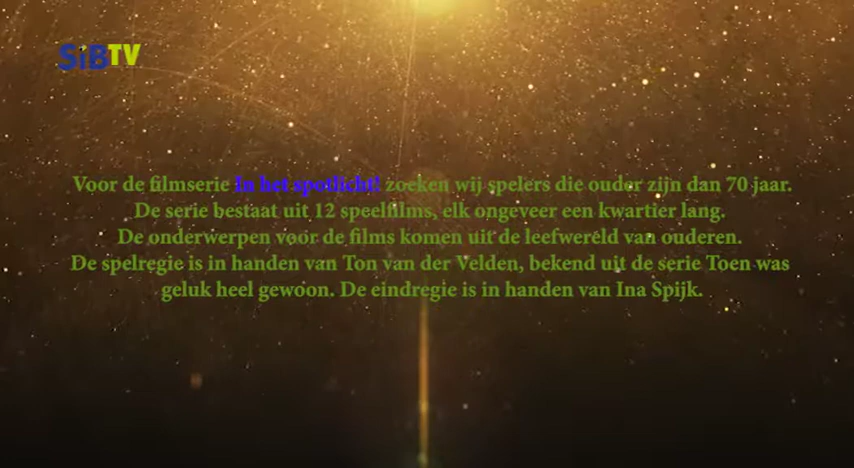 SiBTV
Voor de filmserie In het spotlicht! zoeken wij spelers die ouder zijn dan 70 jaar.
De serie bestaat uit 12 speelfilms, elk ongeveer een kwartier lang.
De onderwerpen voor de films komen uit de leefwereld van ouderen.
De spelregie is in handen van Ton van der Velden, bekend uit de serie Toen was
geluk heel gewoon. De eindregie is in handen van Ina Spijk.